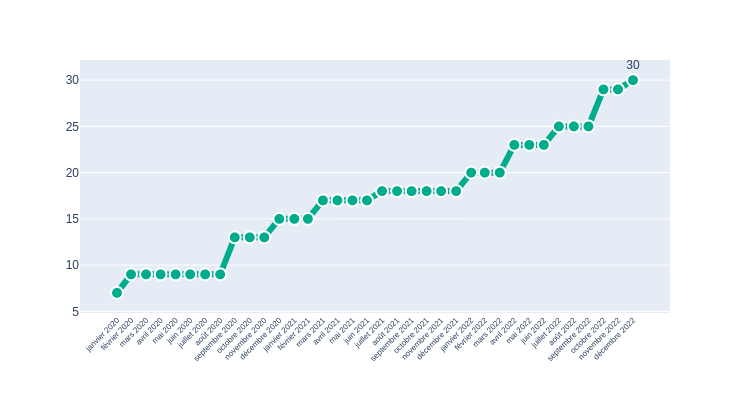 30
30
25
20
15
10
5
janvier 2020
février 2020
mars 2020
avril 2020
mai 2020
juin 2020
juillet 2020
août 2020
septembre 2020
octobre 2020
novembre 2020
décembre 2020
janvier 2021
février 2021
mars 2021
avril 2021
mai 2021
juin 2021
juillet 2021
août 2021
septembre 2021
octobre 2021
novembre 2021
décembre 2021
janvier 2022
février 2022
mars 2022
avril 2022
mai 2022
juin 2022
juillet 2022
août 2022
septembre 2022
octobre 2022
novembre 2022
décembre 2022